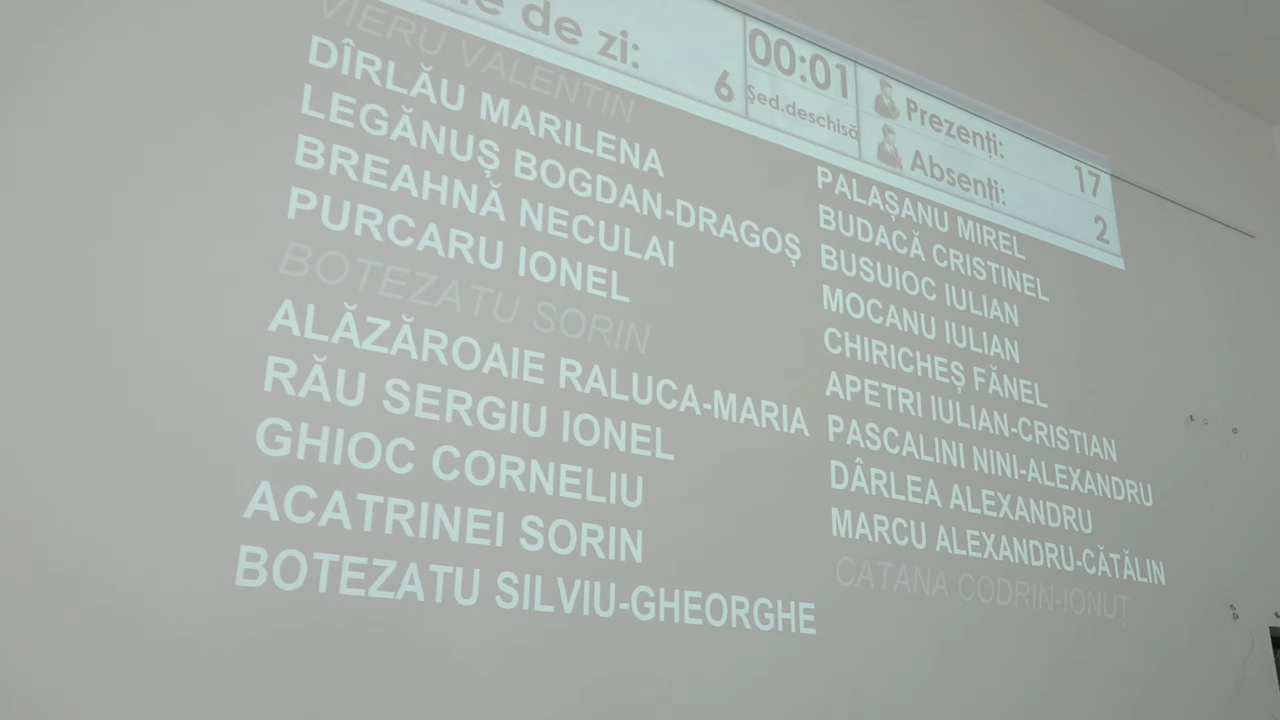 de zi:
6
00:01
Șed.deschisă
Prezenți:
17
Absenți:
2
VIERU VALENTIN
DÎRLĂU MARILENA
LEGĂNUȘ BOGDAN-DRAGOȘ
BREAHNĂ NECULAI
PURCARU IONEL
BOTEZATU SORIN
ALĂZĂROAIE RALUCA-MARIA
RĂU SERGIU IONEL
GHIOC CORNELIU
ACATRINEI SORIN
BOTEZATU SILVIU-GHEORGHE
PALAȘANU MIREL
BUDACĂ CRISTINEL
BUSUIOC IULIAN
MOCANU IULIAN
CHIRICHEȘ FĂNEL
APETRI IULIAN-CRISTIAN
PASCALINI NINI-ALEXANDRU
DÂRLEA ALEXANDRU
MARCU ALEXANDRU-CĂTĂLIN
CATANA CODRIN-IONUȚ